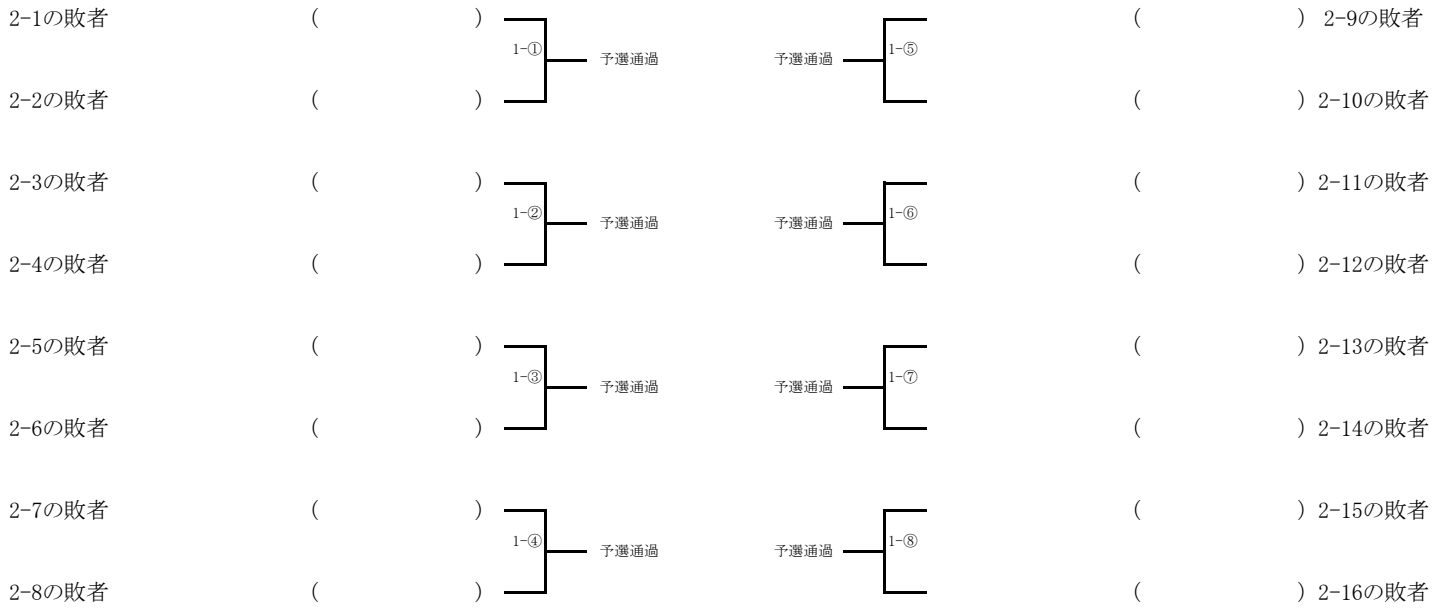 2-1の敗者 ( ) ( ) 2-9の敗者
1-① 予選通過 予選通過 1-⑤
2-2の敗者 ( ) ( ) 2-10の敗者
2-3の敗者 ( ) ( ) 2-11の敗者
1-② 予選通過 予選通過 1-⑥
2-4の敗者 ( ) ( ) 2-12の敗者
2-5の敗者 ( ) ( ) 2-13の敗者
1-③ 予選通過 予選通過 1-⑦
2-6の敗者 ( ) ( ) 2-14の敗者
2-7の敗者 ( ) ( ) 2-15の敗者
1-④ 予選通過 予選通過 1-⑧
2-8の敗者 ( ) ( ) 2-16の敗者